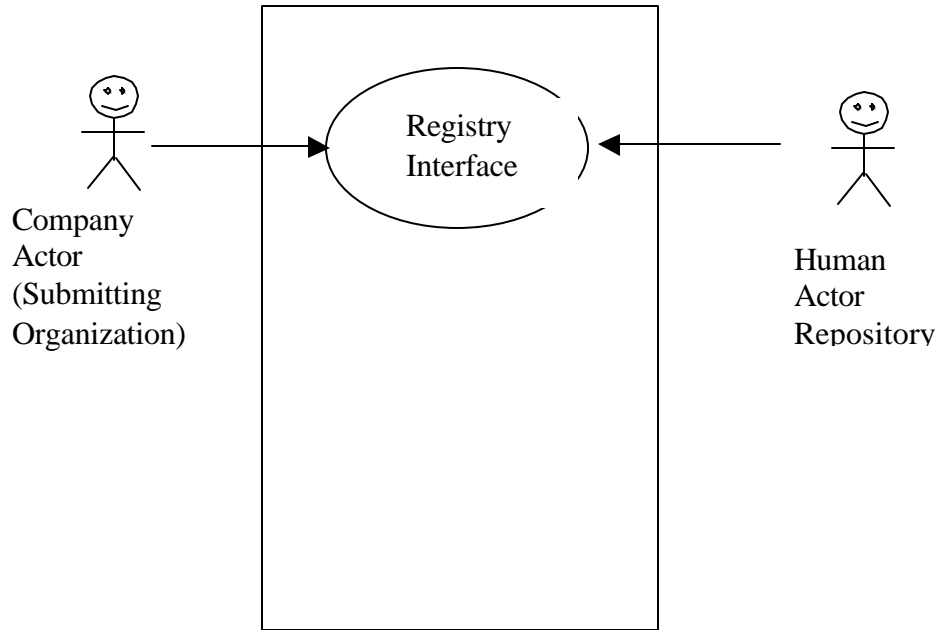 Registry
Interface
Company
Actor
(Submitting
Organization)
Human
Actor
Repository